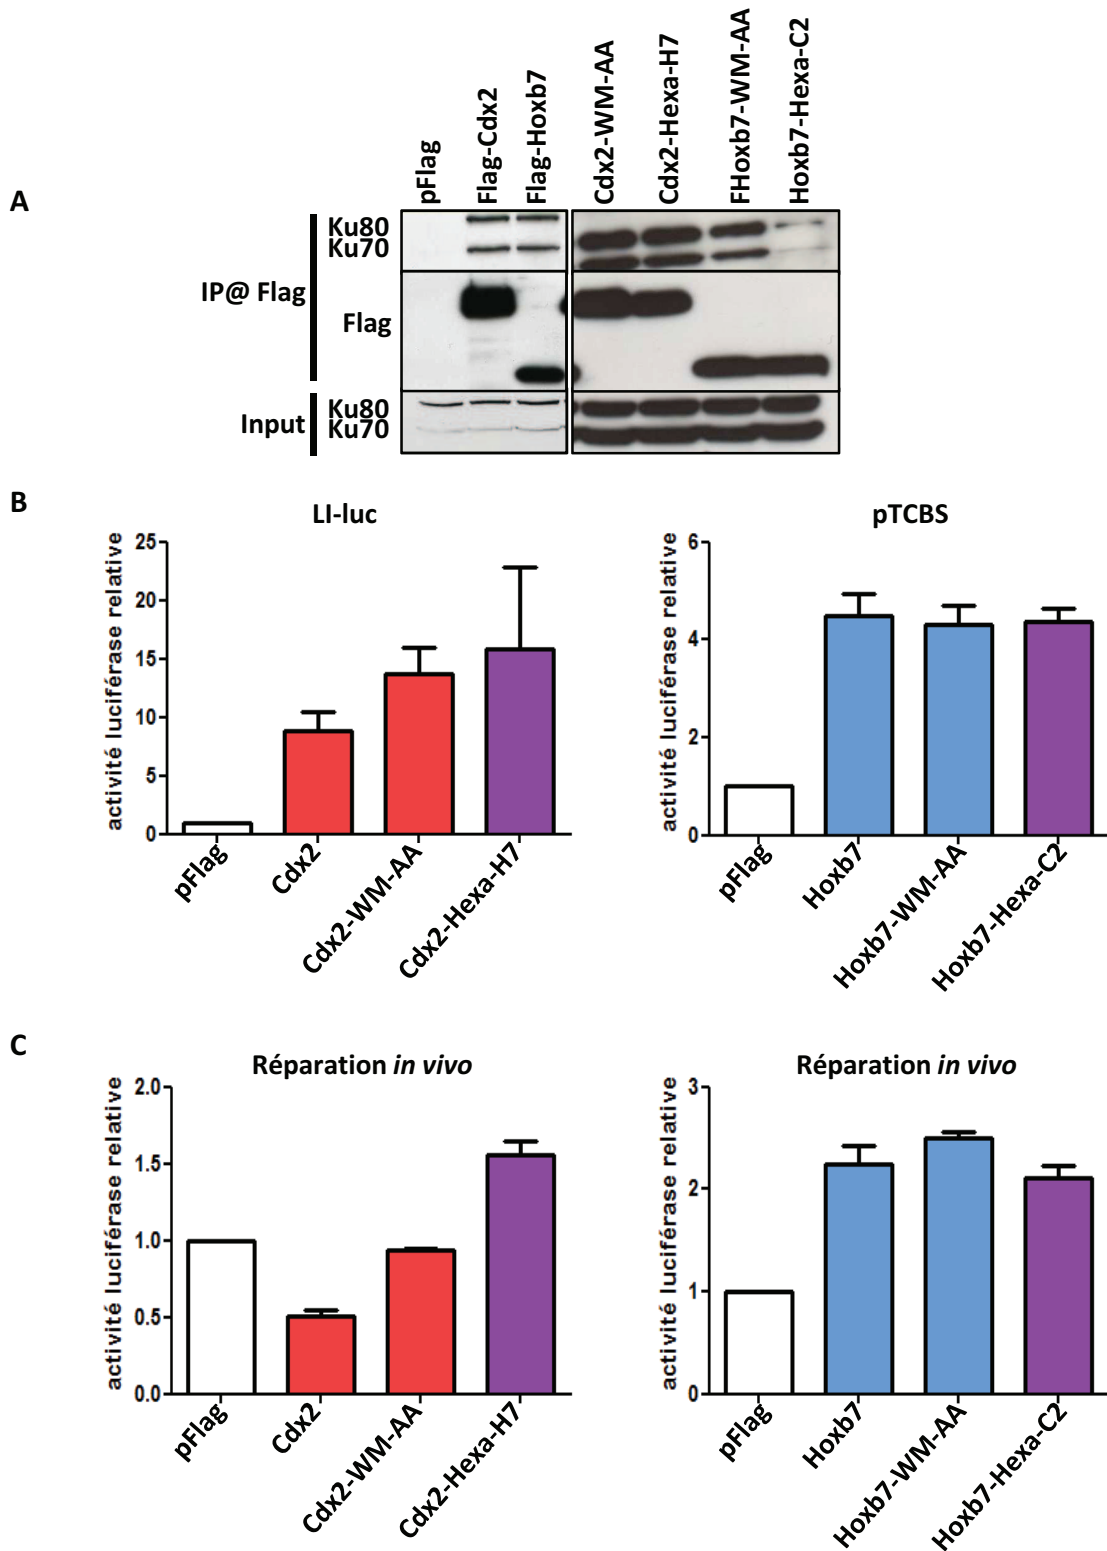 pFlag
Flag-Cdx2
Flag-Hoxb7
Cdx2-WM-AA
Cdx2-Hexa-H7
FHoxb7-WM-AA
Hoxb7-Hexa-C2
A
Ku80
Ku70
IP@ Flag
Flag
Ku80
Ku70
Input
B
LI-luc
activité luciférase relative
25
20
15
10
5
0
pFlag
Cdx2
Cdx2-WM-AA
Cdx2-Hexa-H7
pTCBS
activité luciférase relative
6
4
2
0
pFlag
Hoxb7
Hoxb7-WM-AA
Hoxb7-Hexa-C2
C
Réparation in vivo
activité luciférase relative
2.0
1.5
1.0
0.5
0.0
pFlag
Cdx2
Cdx2-WM-AA
Cdx2-Hexa-H7
Réparation in vivo
activité luciférase relative
3
2
1
0
pFlag
Hoxb7
Hoxb7-WM-AA
Hoxb7-Hexa-C2